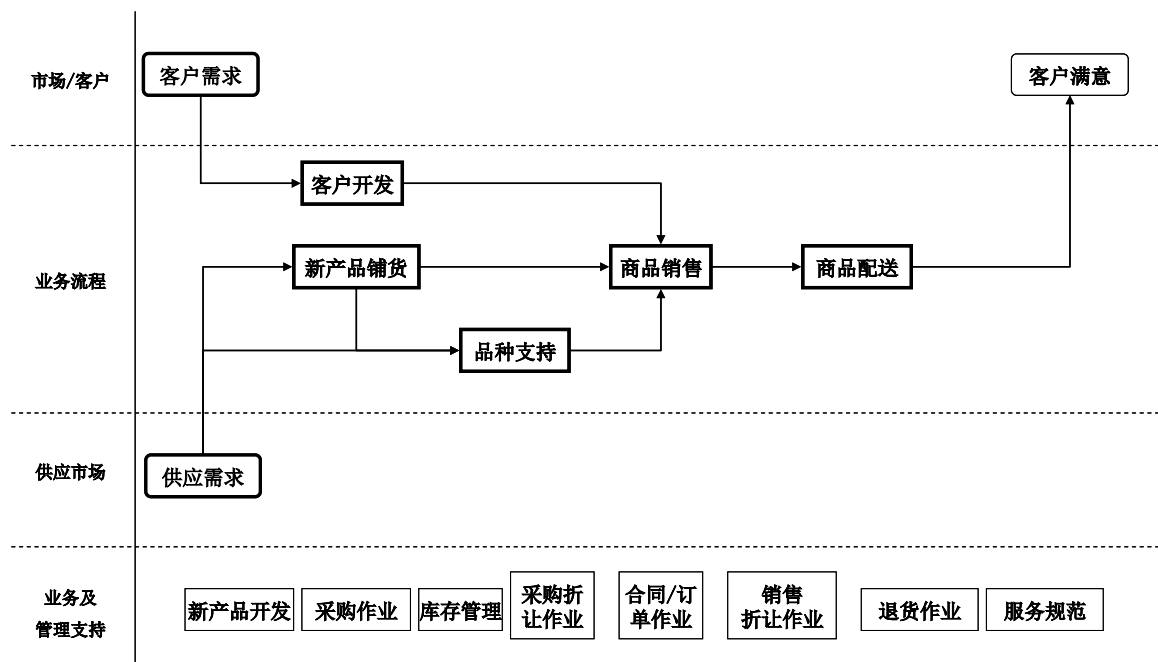 市场/客户
客户需求
客户满意
客户开发
业务流程
新产品铺货
商品销售
商品配送
品种支持
供应市场
供应需求
业务及
管理支持
新产品开发
采购作业
库存管理
采购折
让作业
合同/订
单作业
销售
折让作业
退货作业
服务规范